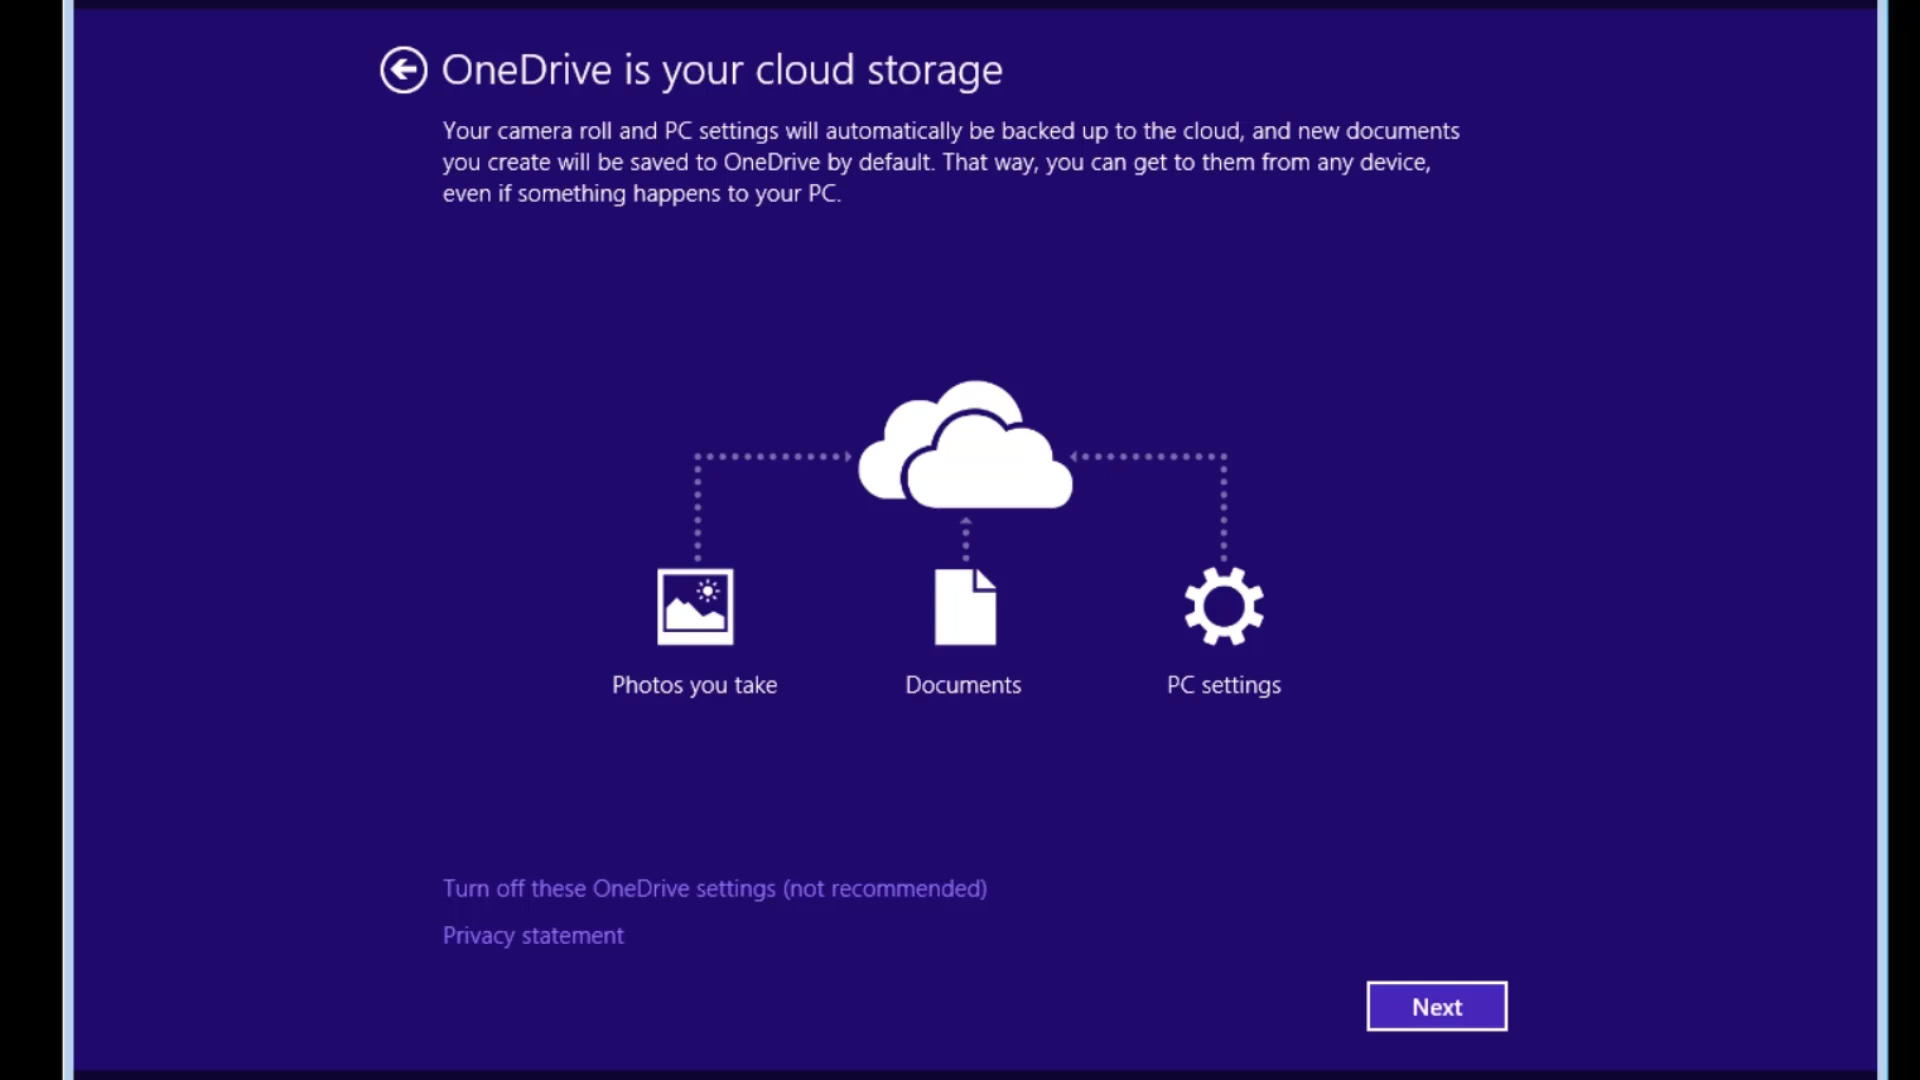 OneDrive is your cloud storage
Your camera roll and PC settings will automatically be backed up to the cloud, and new documents
you create will be saved to OneDrive by default. That way, you can get to them from any device,
even if something happens to your PC.
Photos you take
Documents
PC settings
Turn off these OneDrive settings (not recommended)
Privacy statement
Next